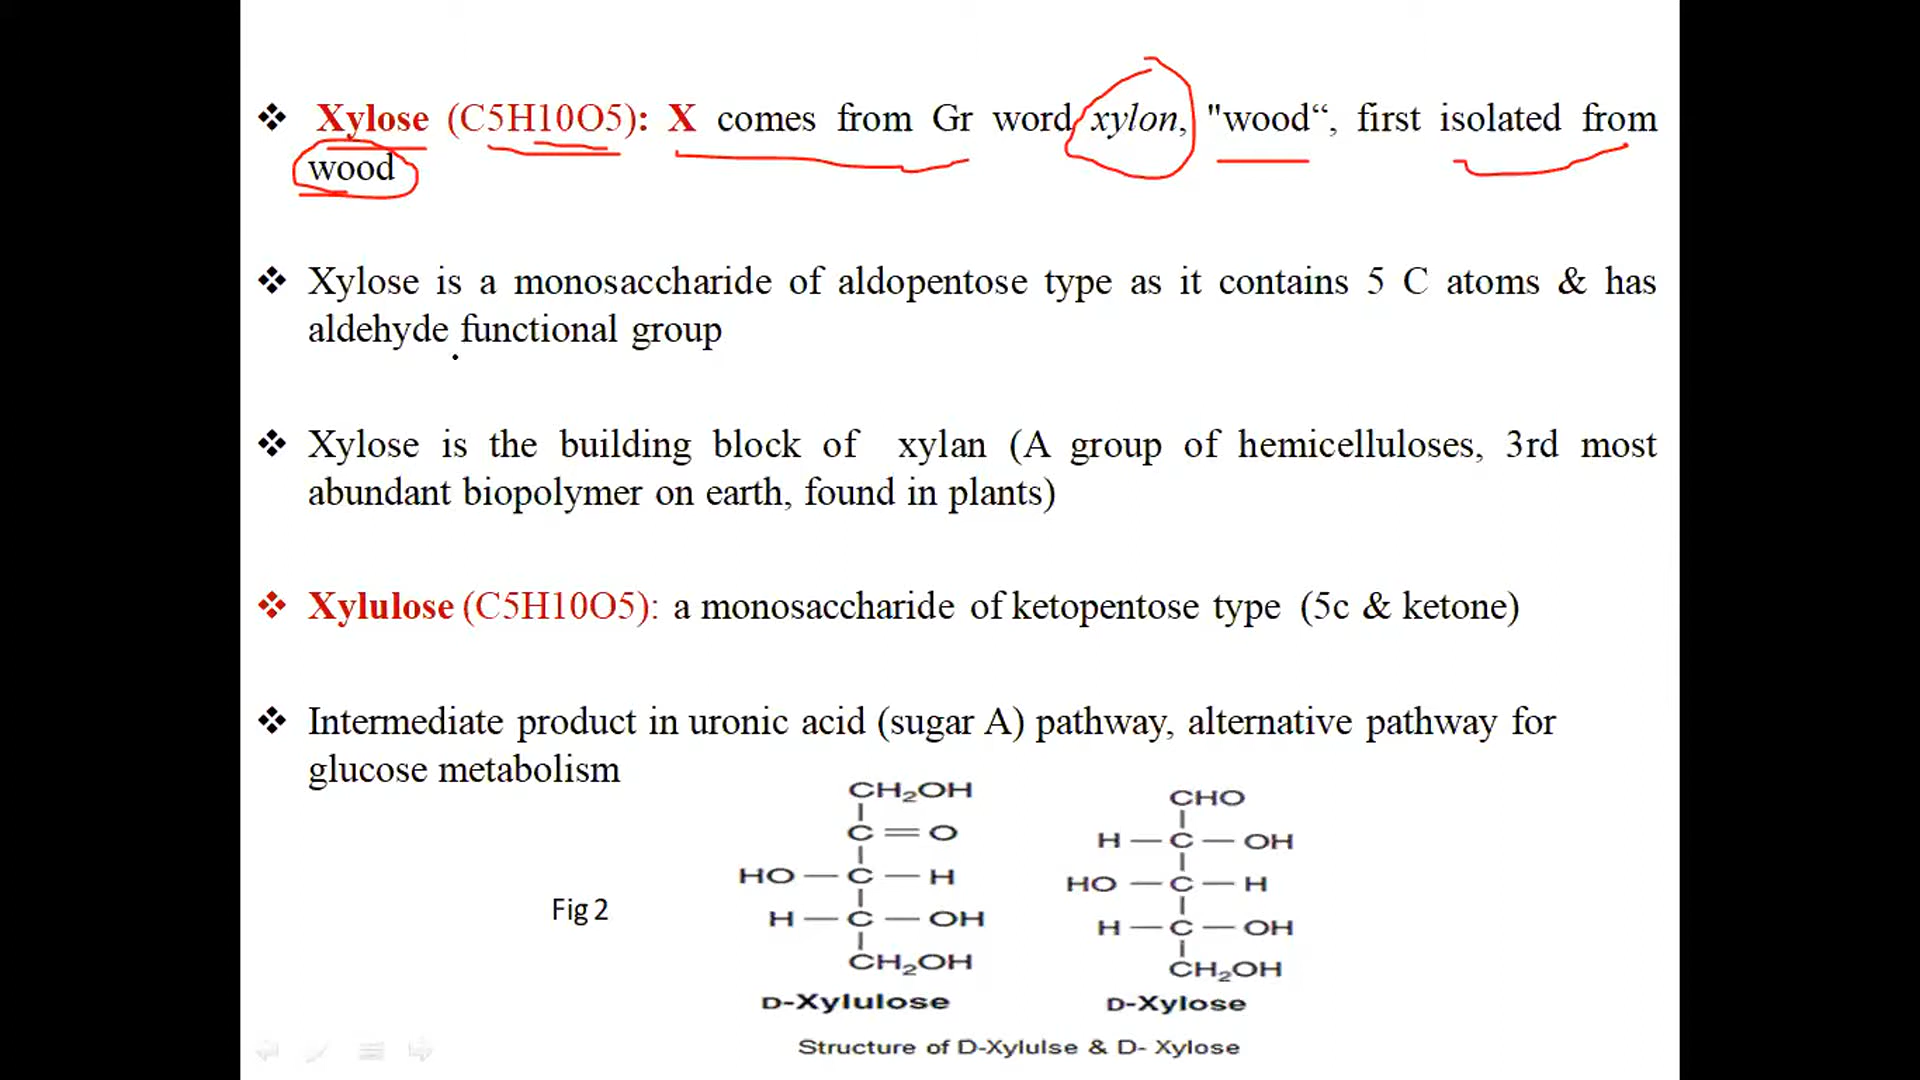 ❖ Xylose (C5H10O5): X comes from Gr word xylon, "wood“, first isolated from
wood
❖ Xylose is a monosaccharide of aldopentose type as it contains 5 C atoms & has
aldehyde functional group
❖ Xylose is the building block of xylan (A group of hemicelluloses, 3rd most
abundant biopolymer on earth, found in plants)
❖ Xylulose (C5H10O5): a monosaccharide of ketopentose type (5c & ketone)
❖ Intermediate product in uronic acid (sugar A) pathway, alternative pathway for
glucose metabolism
Fig 2
CH₂OH
C=O
HO—C—H
H—C—OH
CH₂OH
D-Xylulose
CHO
H—C—OH
HO—C—H
H—C—OH
CH₂OH
D-Xylose
Structure of D-Xylulse & D- Xylose